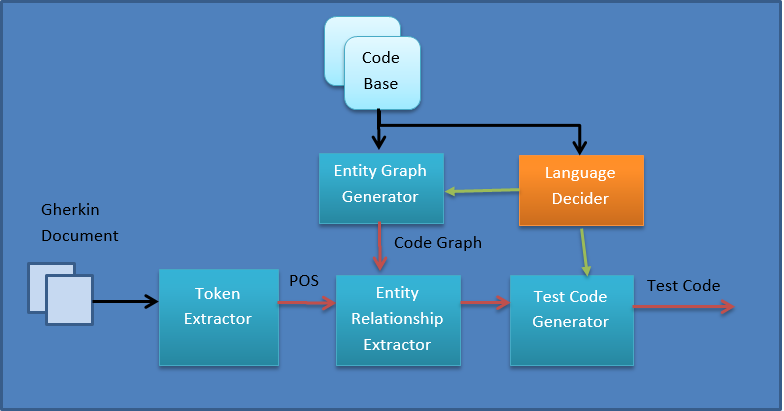 Code
Base
Entity Graph
Generator
Language
Decider
Gherkin
Document
Code Graph
Token
Extractor
POS
Entity
Relationship
Extractor
Test Code
Generator
Test Code